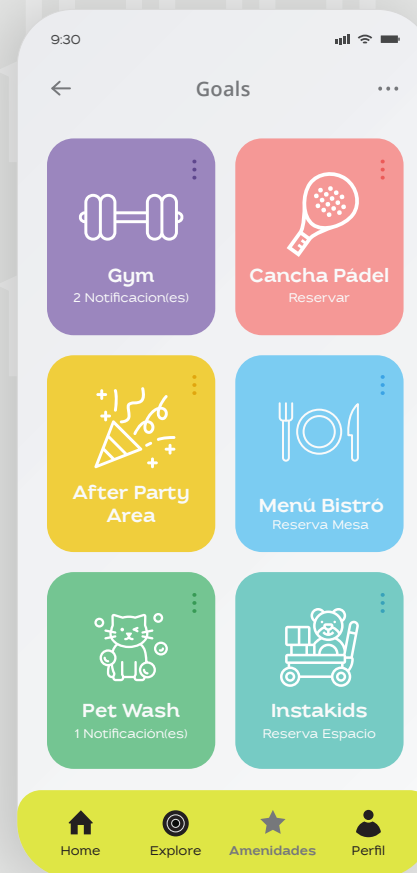 9:30
Goals
Gym
2 Notificacion(es)
Cancha Pádel
Reservar
After Party
Area
Menú Bistró
Reserva Mesa
Pet Wash
1 Notificación(es)
Instakids
Reserva Espacio
Home
Explore
Amenidades
Perfil